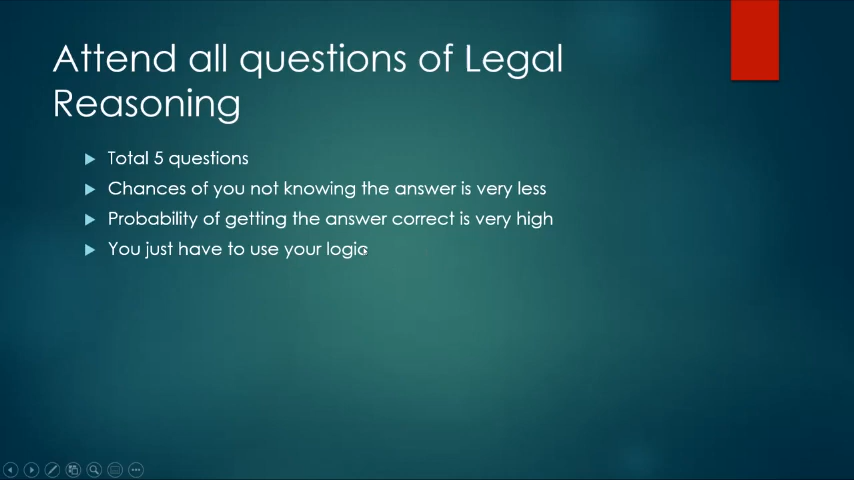 Attend all questions of Legal
Reasoning
Total 5 questions
Chances of you not knowing the answer is very less
Probability of getting the answer correct is very high
You just have to use your logic